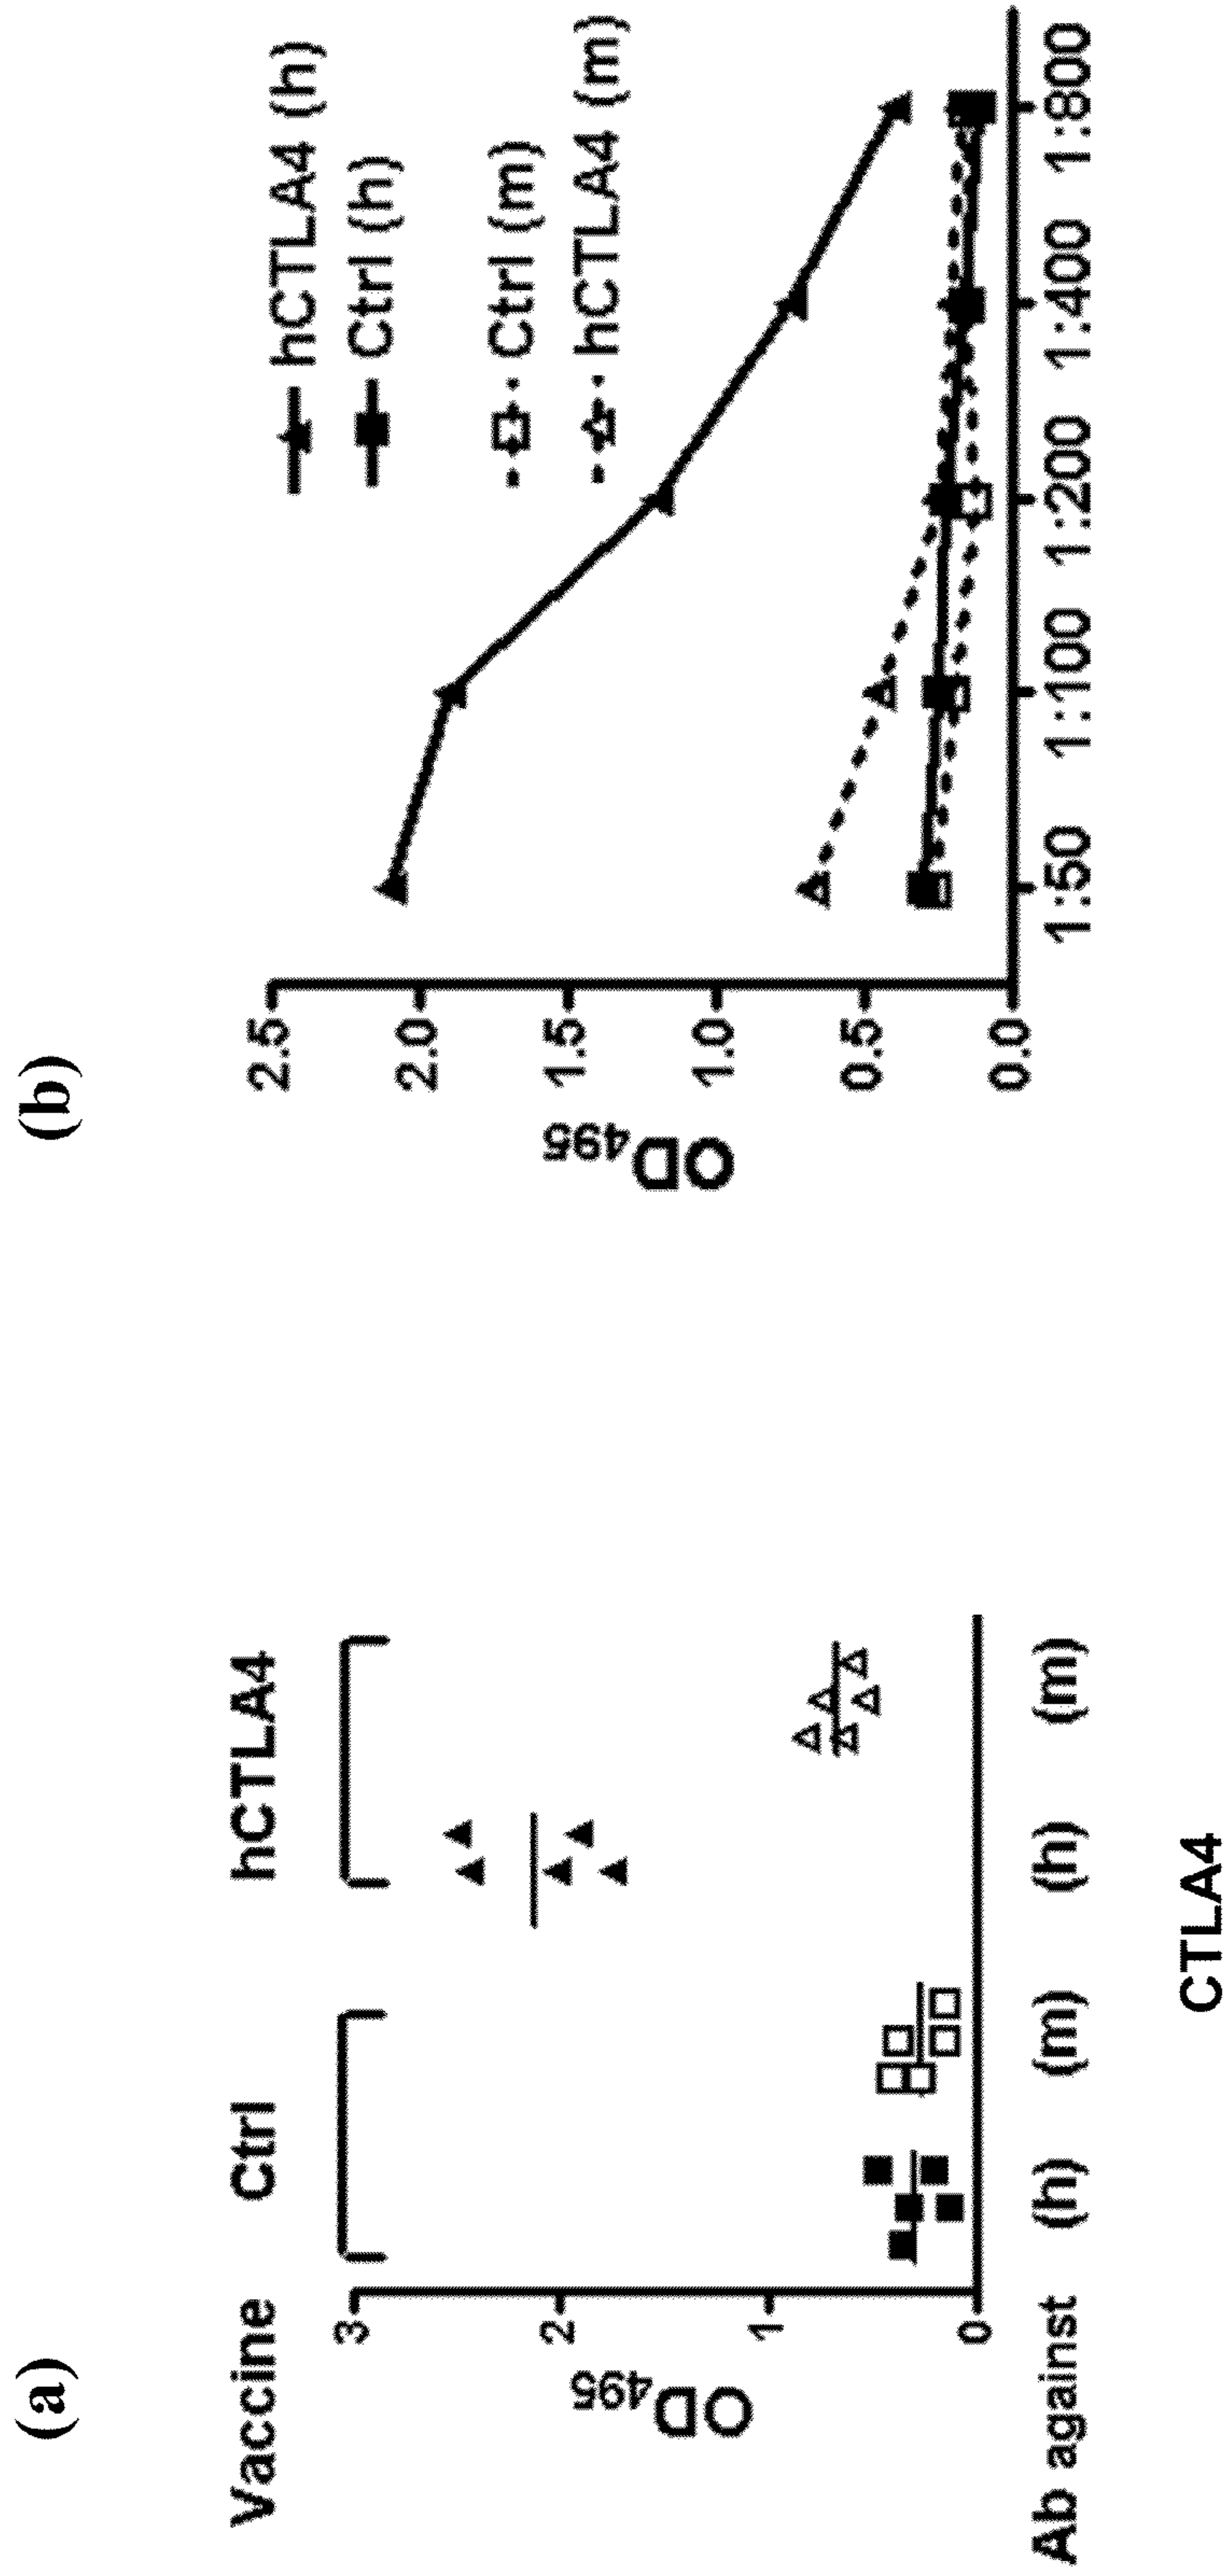 (a)
Vaccine Ctrl hCTLA4
3
2
1
0
OD495
Ab against (h) (m) (h) (m)
CTLA4
(b)
hCTLA4 (h)
Ctrl (h)
Ctrl (m)
hCTLA4 (m)
2.5
2.0
1.5
1.0
0.5
0.0
OD495
1:50 1:100 1:200 1:400 1:800